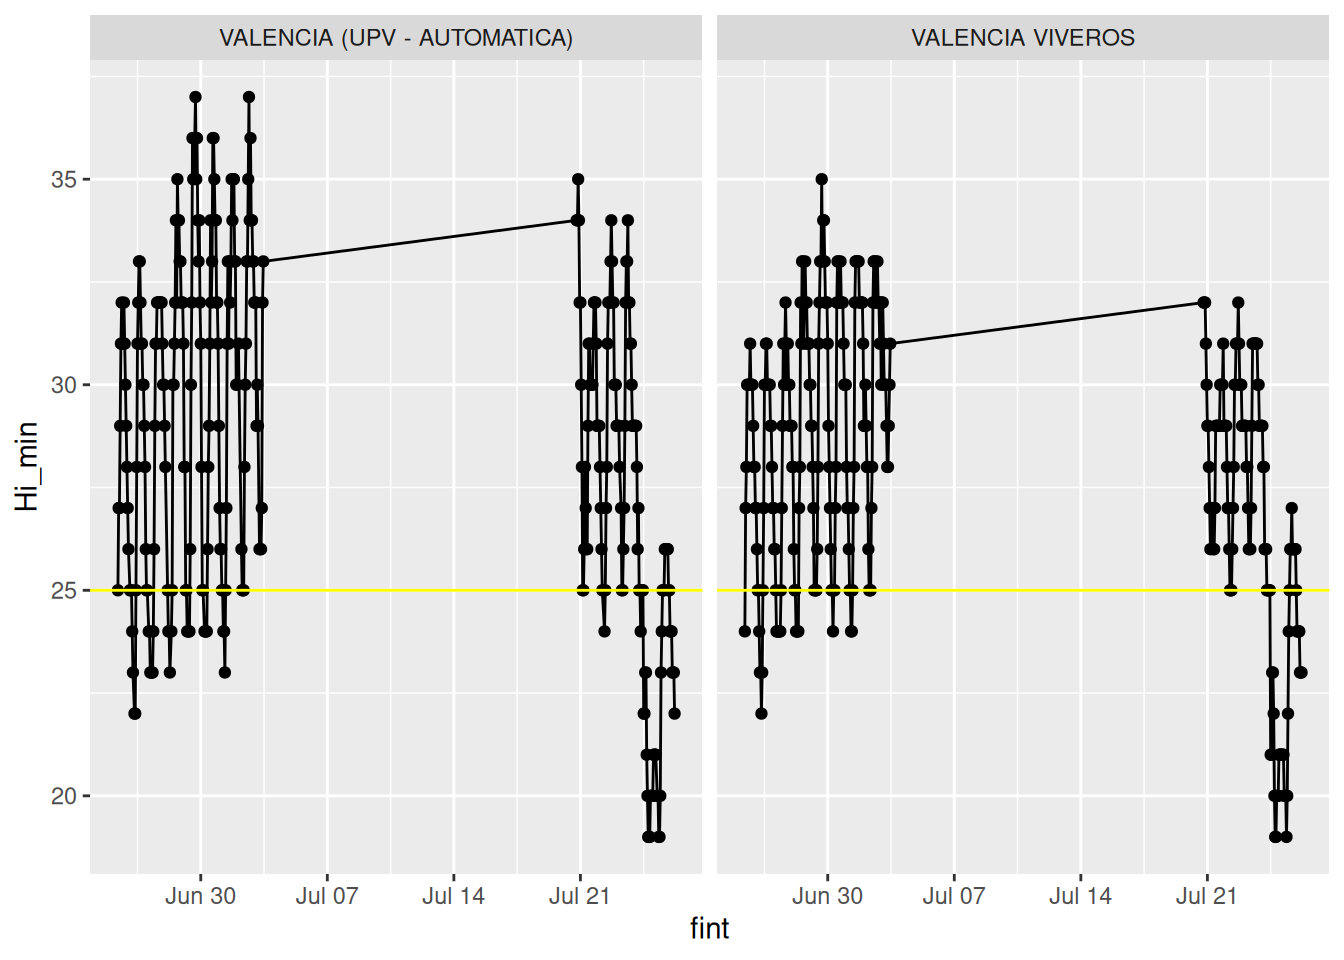 VALENCIA (UPV - AUTOMATICA) VALENCIA VIVEROS
35
30
25
20
Hi_min
Jun 30 Jul 07 Jul 14 Jul 21 Jun 30 Jul 07 Jul 14 Jul 21
fint